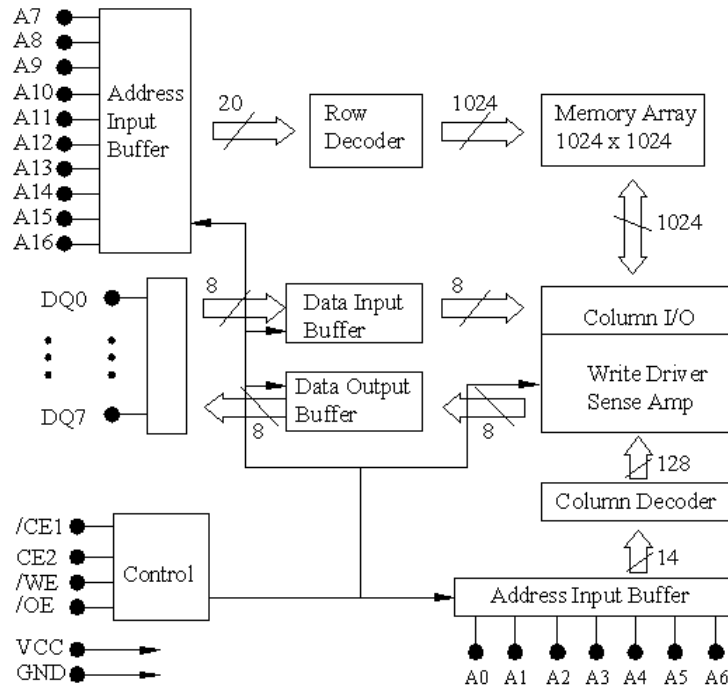 A7
A8
A9
A10
A11
A12
A13
A14
A15
A16
Address
Input
Buffer
20
Row
Decoder
1024
Memory Array
1024 x 1024
1024
DQ0
DQ7
8
Data Input
Buffer
8
Column I/O
Data Output
Buffer
8
8
Write Driver
Sense Amp
128
Column Decoder
14
Address Input Buffer
/CE1
CE2
/WE
/OE
Control
VCC
GND
A0
A1
A2
A3
A4
A5
A6